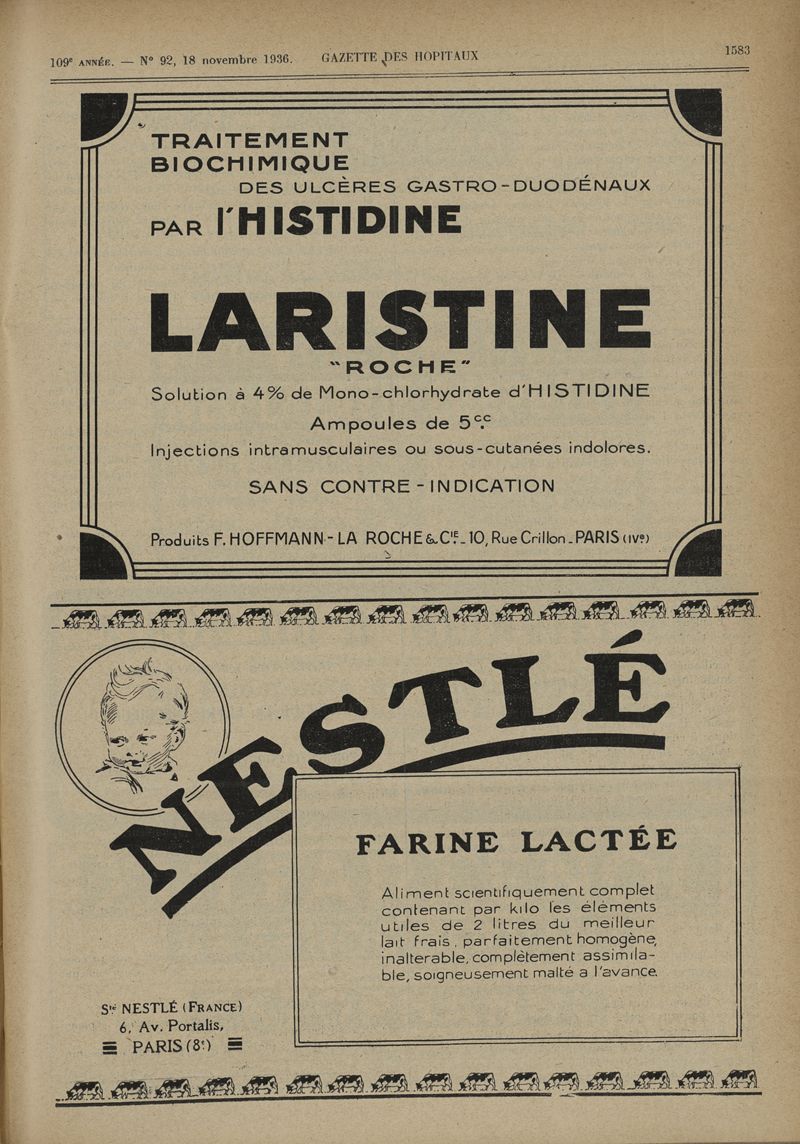 109e ANNÉE. — N° 92, 18 novembre 1936. GAZETTE DES HOPITAUX 1583
TRAITEMENT
BIOCHIMIQUE
DES ULCÈRES GASTRO-DUODÉNAUX
PAR l'HISTIDINE
LARISTINE
"ROCHE"
Solution à 4% de Mono-chlorhydrate d'HISTIDINE
Ampoules de 5c.c
Injections intramusculaires ou sous-cutanées indolores.
SANS CONTRE-INDICATION
Produits F. HOFFMANN-LA ROCHE & CIE. _ 10, Rue Crillon _ PARIS (IVe)
NESTLÉ
FARINE LACTÉE
Aliment scientifiquement complet
contenant par kilo les éléments
utiles de 2 litres du meilleur
lait frais, parfaitement homogène,
inalterable, complètement assimila-
ble, soigneusement malté a l'avance.
Sté NESTLÉ (FRANCE)
6, Av. Portalis,
PARIS (8e)